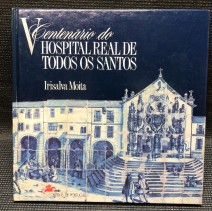 V Centenário do
HOSPITAL REAL DE
TODOS OS SANTOS
Irisalva Moita